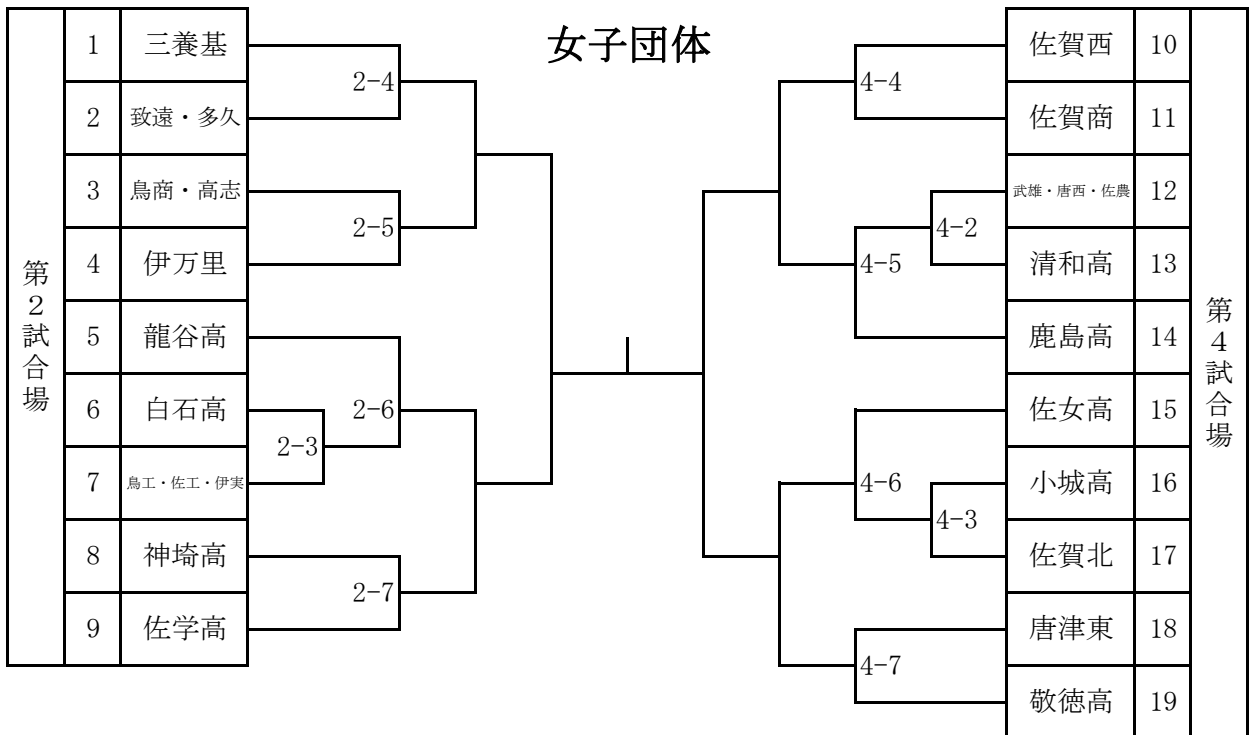 女子団体
第2試合場
1 三養基
2 致遠・多久
3 鳥商・高志
4 伊万里
5 龍谷高
6 白石高
7 鳥工・佐工・伊実
8 神埼高
9 佐学高
2-4
2-5
2-6
2-3
2-7
4-4
4-2
4-5
4-6
4-3
4-7
佐賀西 10
佐賀商 11
武雄・唐西・佐農 12
清和高 13
鹿島高 14
佐女高 15
小城高 16
佐賀北 17
唐津東 18
敬徳高 19
第4試合場